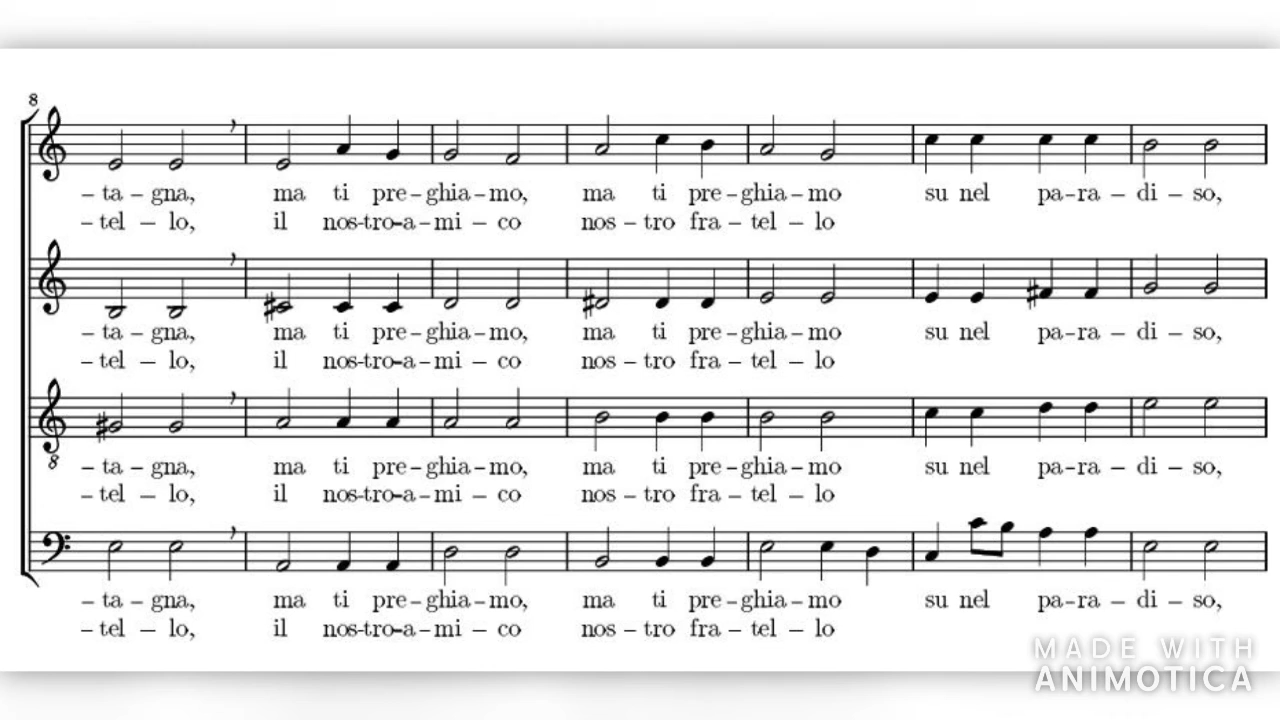 8
– ta – gna, ma ti pre – ghia – mo, ma ti pre – ghia – mo su nel pa – ra – di – so,
– tel – lo, il nos-tro-a – mi – co nos – tro fra – tel – lo
– ta – gna, ma ti pre – ghia – mo, ma ti pre – ghia – mo su nel pa – ra – di – so,
– tel – lo, il nos-tro-a – mi – co nos – tro fra – tel – lo
8
– ta – gna, ma ti pre – ghia – mo, ma ti pre – ghia – mo su nel pa – ra – di – so,
– tel – lo, il nos-tro-a – mi – co nos – tro fra – tel – lo
– ta – gna, ma ti pre – ghia – mo, ma ti pre – ghia – mo su nel pa – ra – di – so,
– tel – lo, il nos-tro-a – mi – co nos – tro fra – tel – lo
MADE WITH
ANIMOTICA